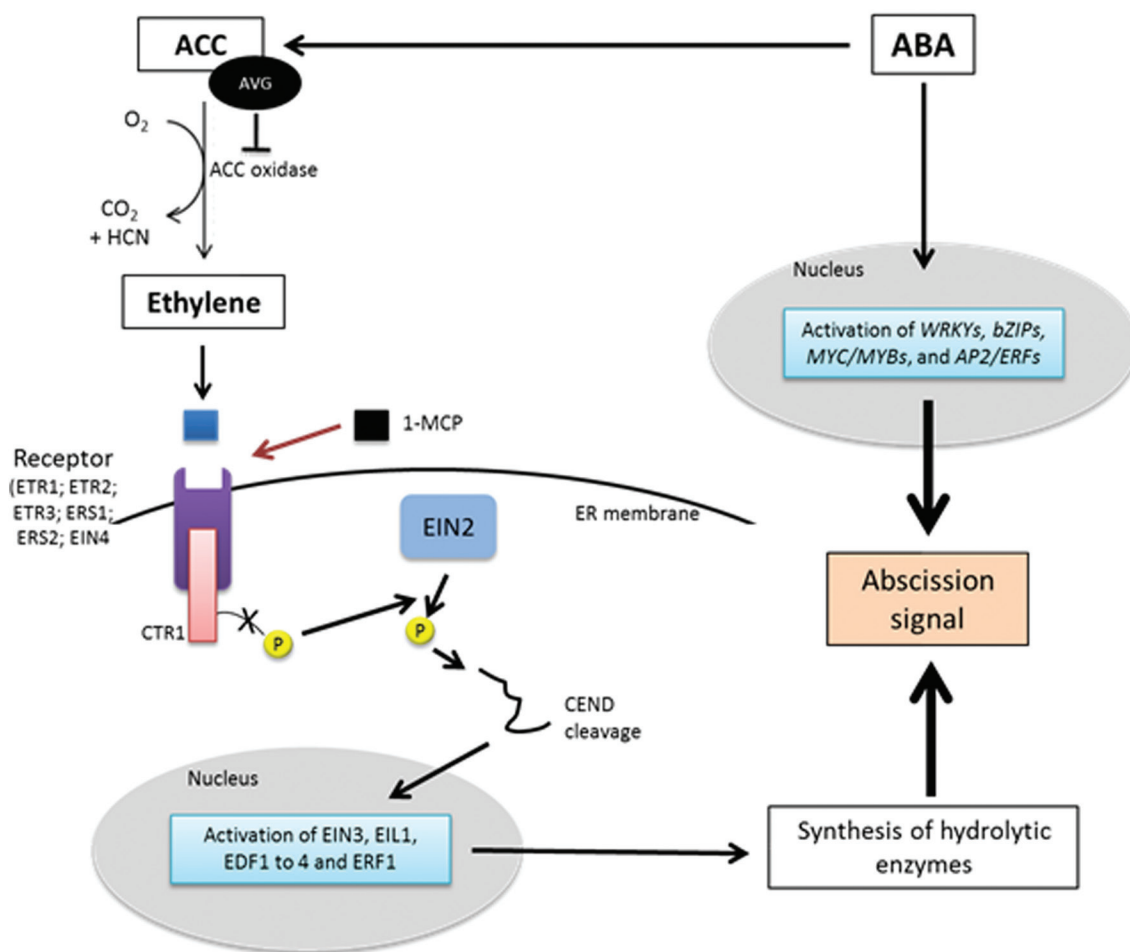 ACC
ABA
AVG
O₂
ACC oxidase
CO₂
+ HCN
Nucleus
Ethylene
Activation of WRKYs, bZIPs,
MYC/MYBs, and AP2/ERFs
1-MCP
Receptor
(ETR1; ETR2;
ETR3; ERS1;
ERS2; EIN4
ER membrane
EIN2
Abscission
signal
CTR1
P
P
CEND
cleavage
Nucleus
Activation of EIN3, EIL1,
EDF1 to 4 and ERF1
Synthesis of hydrolytic
enzymes